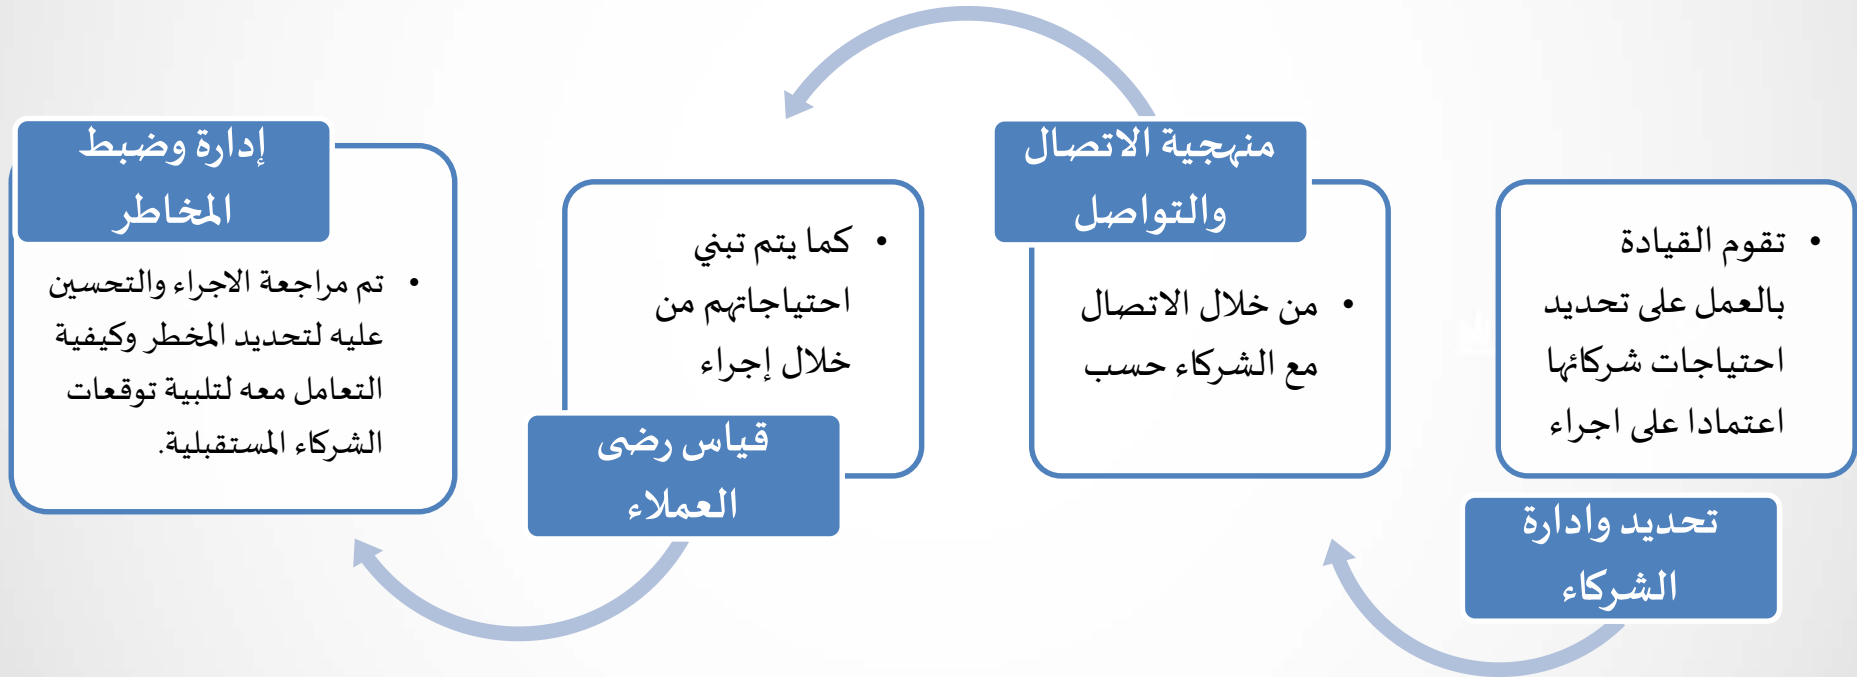 تقوم القيادة
بالعمل على تحديد
احتياجات شركائها
اعتمادا على اجراء
تحديد وادارة
الشركاء
منهجية الاتصال
والتواصل
من خلال الاتصال
مع الشركاء حسب
كما يتم تبني
احتياجاتهم من
خلال إجراء
قياس رضى
العملاء
إدارة وضبط
المخاطر
تم مراجعة الاجراء والتحسين
عليه لتحديد المخطر وكيفية
التعامل معه لتلبية توقعات
الشركاء المستقبلية.